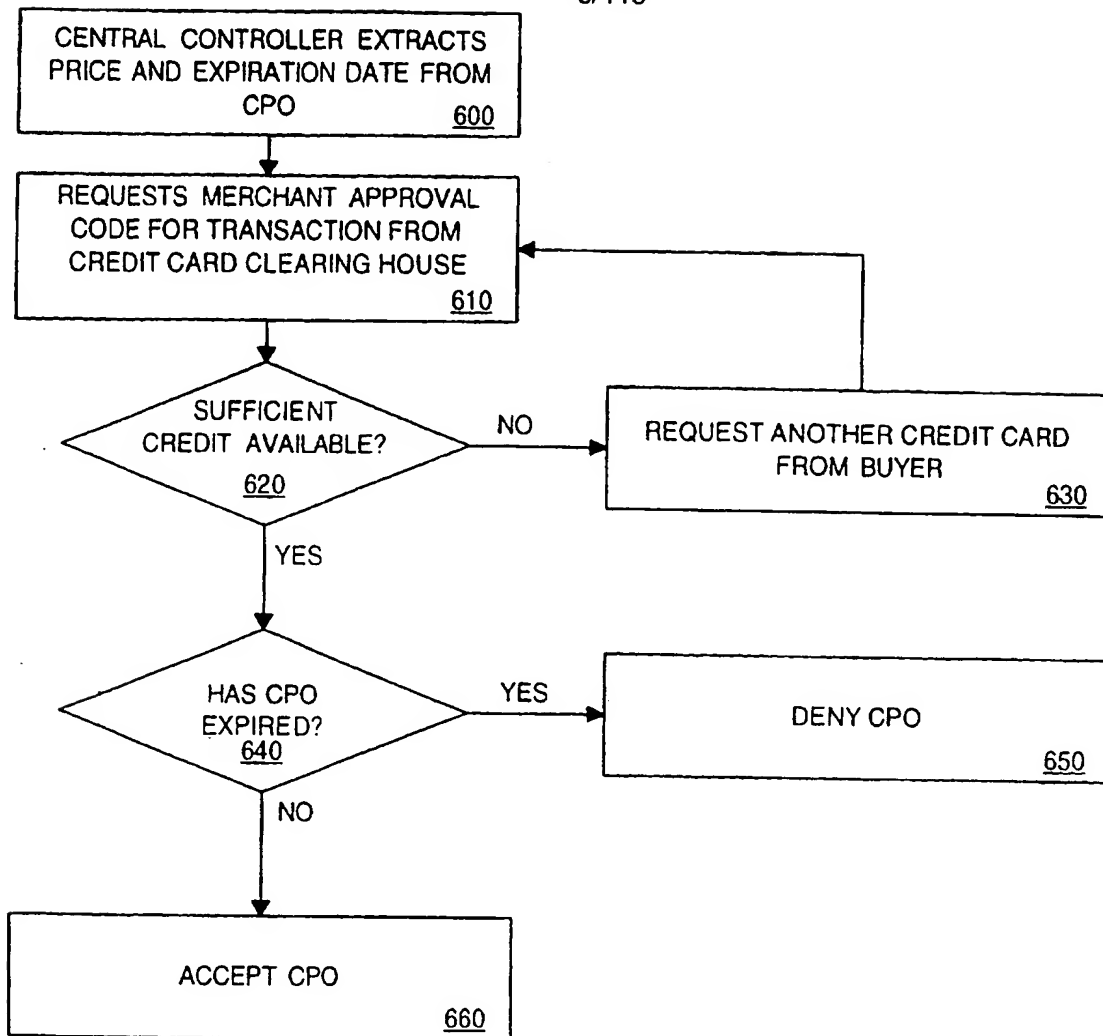 CENTRAL CONTROLLER EXTRACTS
PRICE AND EXPIRATION DATE FROM
CPO
600
REQUESTS MERCHANT APPROVAL
CODE FOR TRANSACTION FROM
CREDIT CARD CLEARING HOUSE
610
SUFFICIENT
CREDIT AVAILABLE?
620
NO
REQUEST ANOTHER CREDIT CARD
FROM BUYER
630
YES
HAS CPO
EXPIRED?
640
YES
DENY CPO
650
NO
ACCEPT CPO
660